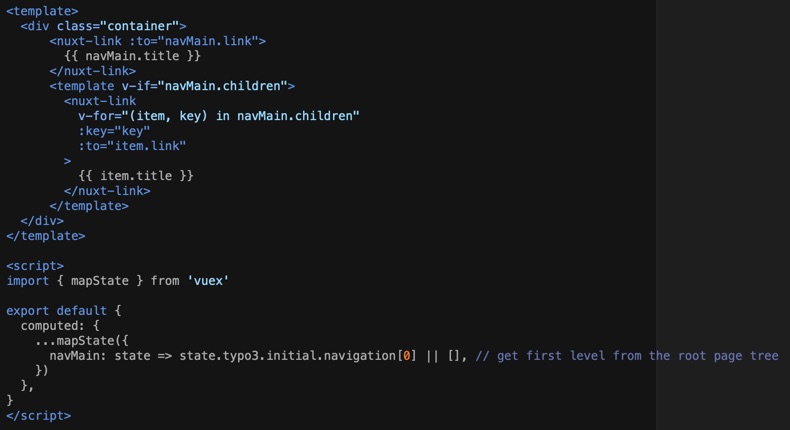 <template>
  <div class="container">
      <nuxt-link :to="navMain.link">
        {{ navMain.title }}
      </nuxt-link>
      <template v-if="navMain.children">
        <nuxt-link
          v-for="(item, key) in navMain.children"
          :key="key"
          :to="item.link"
        >
          {{ item.title }}
        </nuxt-link>
      </template>
  </div>
</template>

<script>
import { mapState } from 'vuex'

export default {
  computed: {
    ...mapState({
      navMain: state => state.typo3.initial.navigation[0] || [], // get first level from the root page tree
    })
  },
}
</script>